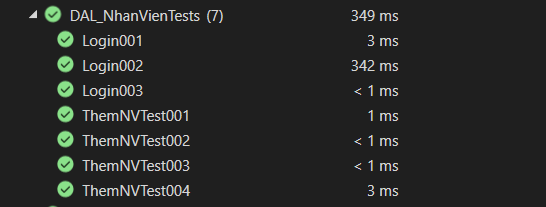 DAL_NhanVienTests (7) 349 ms
Login001 3 ms
Login002 342 ms
Login003 < 1 ms
ThemNVTest001 1 ms
ThemNVTest002 < 1 ms
ThemNVTest003 < 1 ms
ThemNVTest004 3 ms